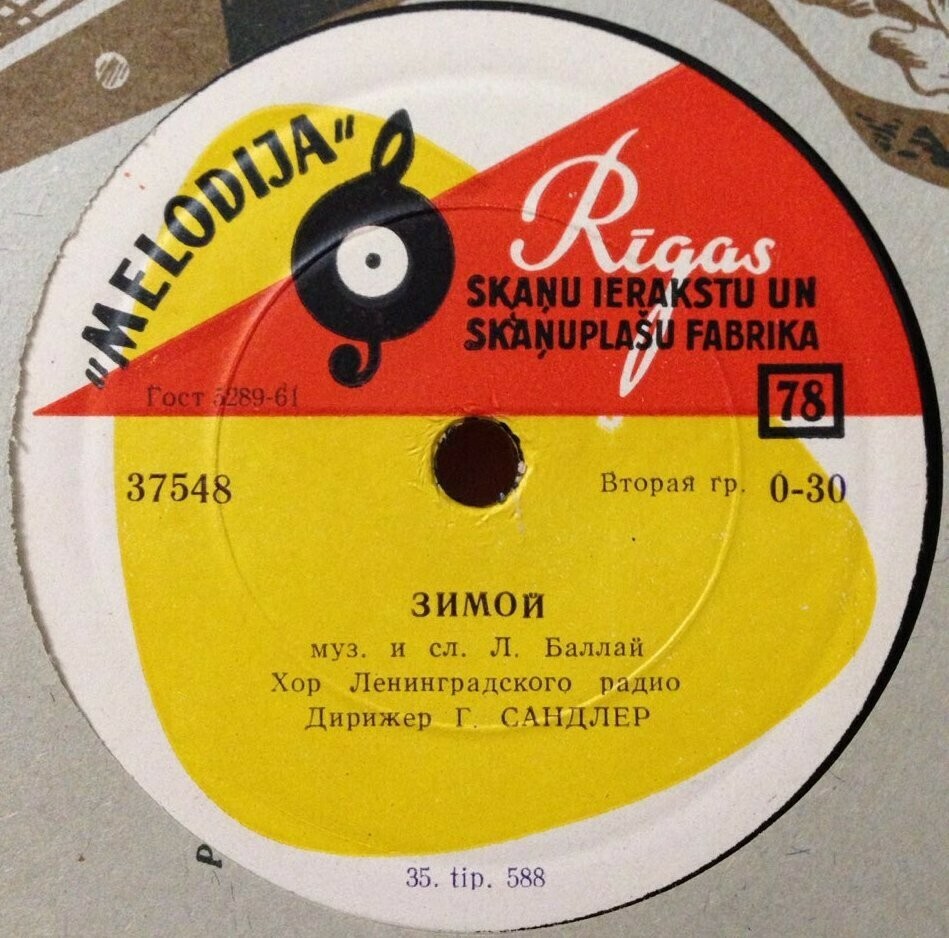 "MELODIJA"
Rīgas
SKAŅU IERAKSTU UN
SKAŅUPLAŠU FABRIKA
78
Гост 5289-61
37548
Вторая гр. 0-30
ЗИМОЙ
муз. и сл. Л. Баллай
Хор Ленинградского радио
Дирижер Г. САНДЛЕР
35. tip. 588
Р